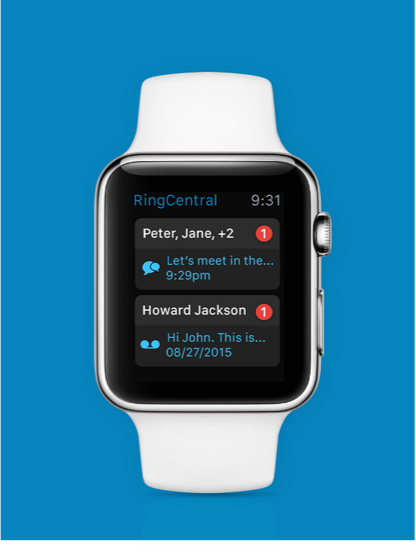 RingCentral 9:31
Peter, Jane, +2 1
Let's meet in the...
9:29pm
Howard Jackson 1
Hi John. This is...
08/27/2015